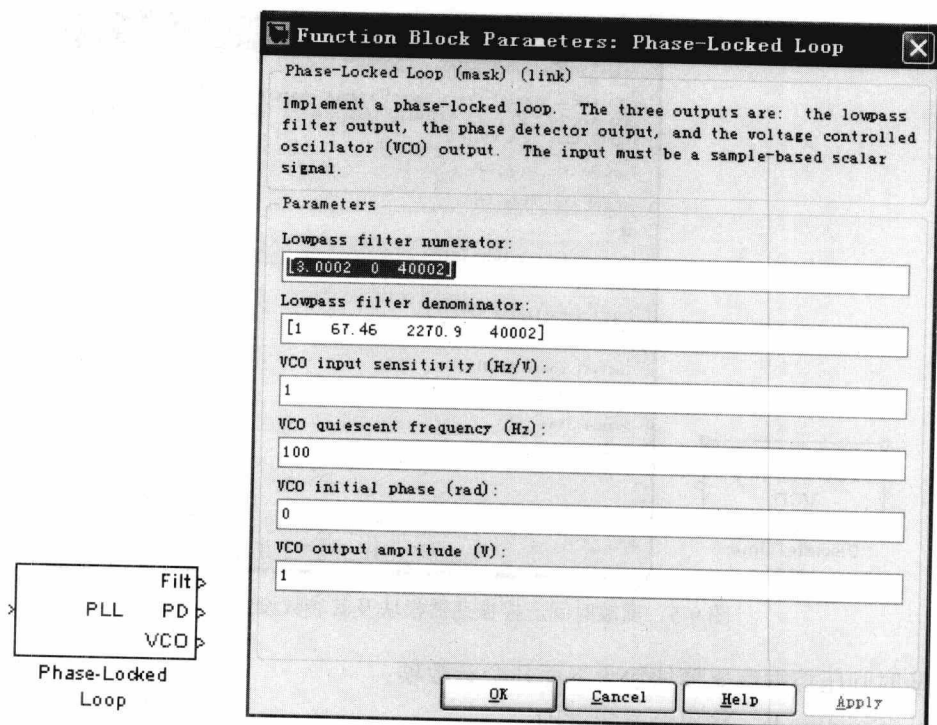 Function Block Parameters: Phase-Locked Loop
Phase-Locked Loop (mask) (link)
Implement a phase-locked loop. The three outputs are: the lowpass
filter output, the phase detector output, and the voltage controlled
oscillator (VCO) output. The input must be a sample-based scalar
signal.
Parameters
Lowpass filter numerator:
[3.0002 0 40002]
Lowpass filter denominator:
[1 67.46 2270.9 40002]
VCO input sensitivity (Hz/V):
1
VCO quiescent frequency (Hz):
100
VCO initial phase (rad):
0
VCO output amplitude (V):
1
OK Cancel Help Apply
Filt
PLL PD
VCO
Phase-Locked
Loop